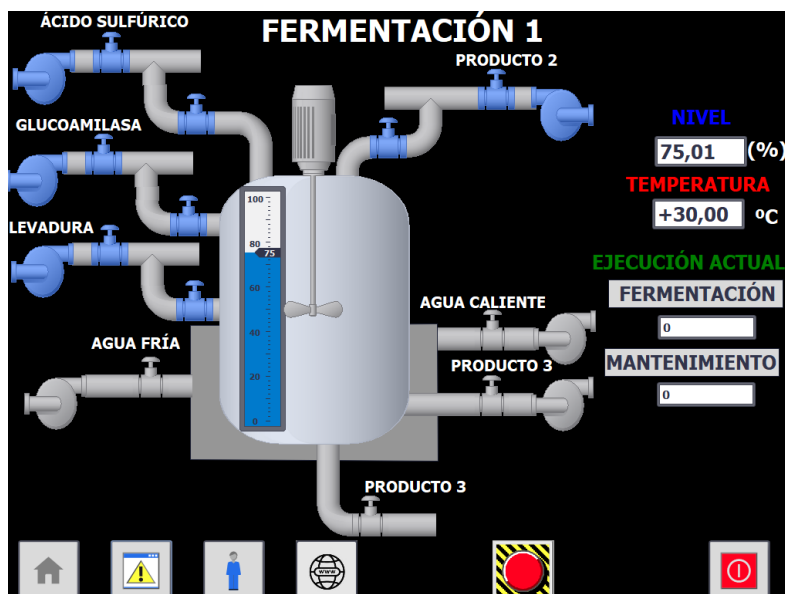 FERMENTACIÓN 1
ÁCIDO SULFÚRICO
PRODUCTO 2
GLUCOAMILASA
NIVEL
75,01 (%)
TEMPERATURA
+30,00 ºC
LEVADURA
100
80
75
60
40
20
0
EJECUCIÓN ACTUAL
FERMENTACIÓN
0
MANTENIMIENTO
0
AGUA CALIENTE
AGUA FRÍA
PRODUCTO 3
PRODUCTO 3
WWW